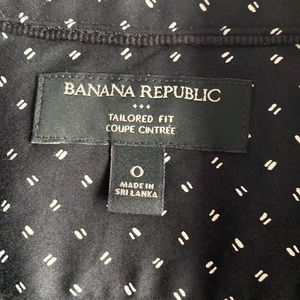 BANANA REPUBLIC
TAILORED FIT
COUPE CINTRÉE
0
MADE IN
SRI LANKA